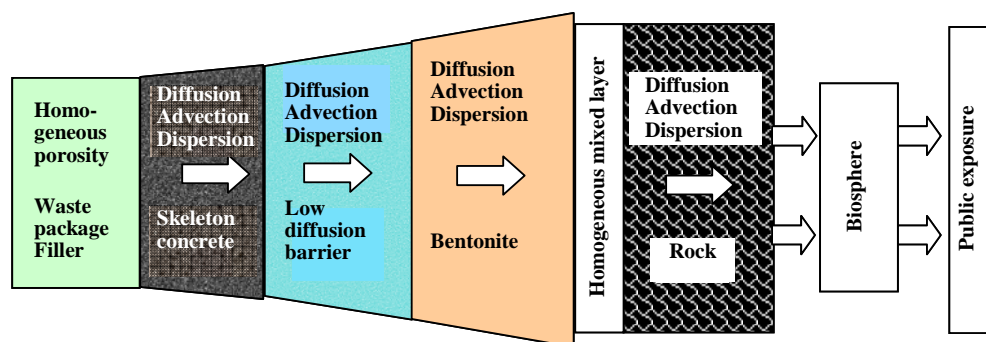 Homo-
geneous
porosity
Waste
package
Filler
Diffusion
Advection
Dispersion
Skeleton
concrete
Diffusion
Advection
Dispersion
Low
diffusion
barrier
Diffusion
Advection
Dispersion
Bentonite
Homogeneous mixed layer
Diffusion
Advection
Dispersion
Rock
Biosphere
Public exposure